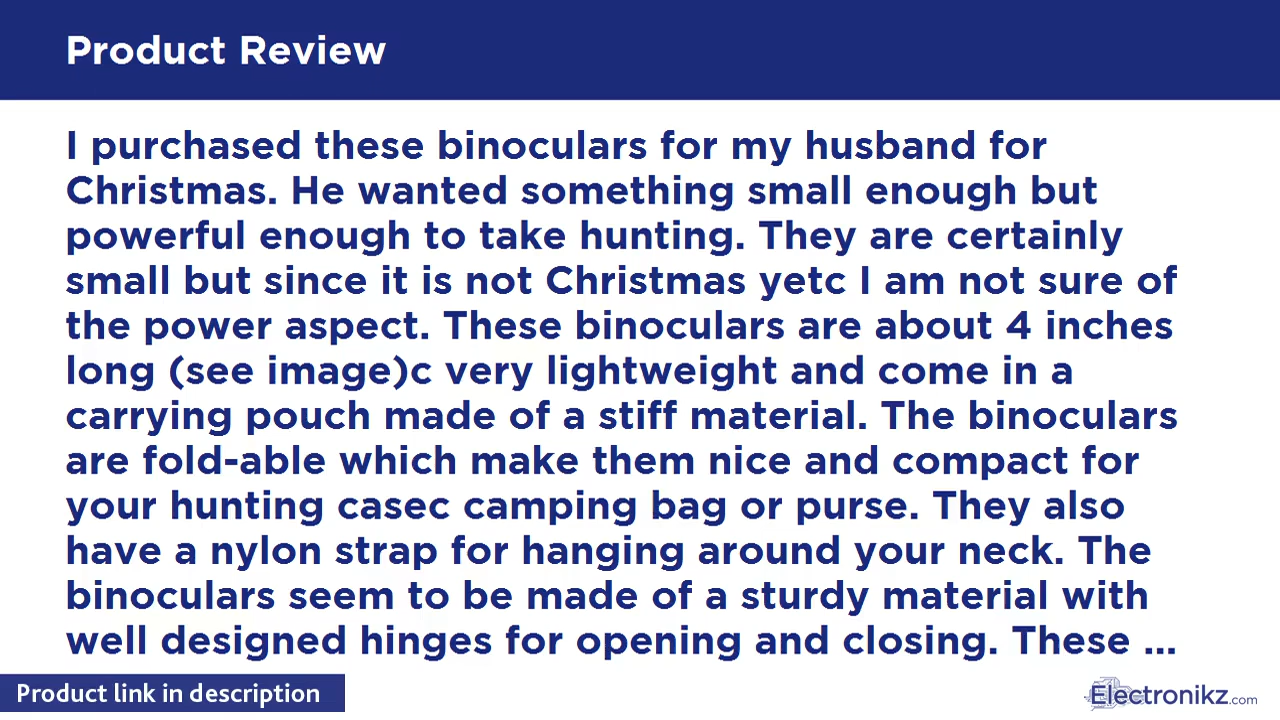 Product Review
I purchased these binoculars for my husband for
Christmas. He wanted something small enough but
powerful enough to take hunting. They are certainly
small but since it is not Christmas yetc I am not sure of
the power aspect. These binoculars are about 4 inches
long (see image)c very lightweight and come in a
carrying pouch made of a stiff material. The binoculars
are fold-able which make them nice and compact for
your hunting casec camping bag or purse. They also
have a nylon strap for hanging around your neck. The
binoculars seem to be made of a sturdy material with
well designed hinges for opening and closing. These ...
Product link in description
Electronikz.com